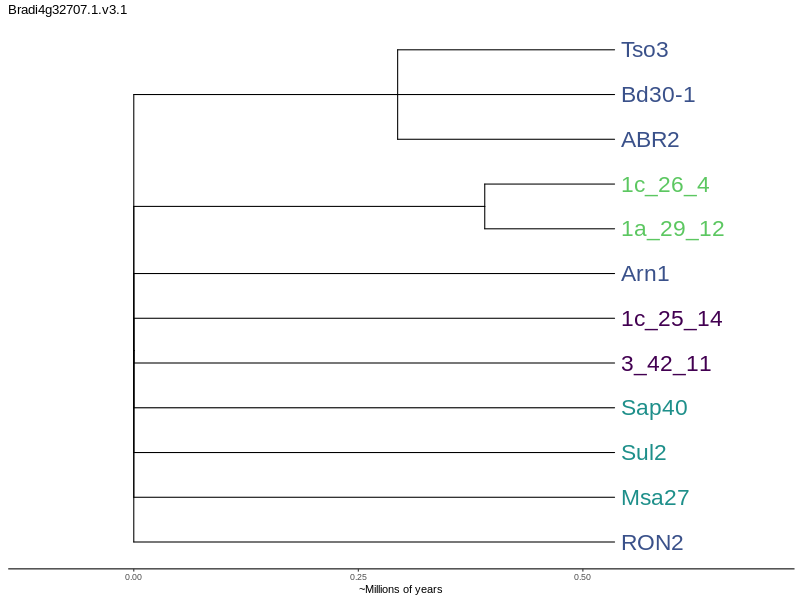 Bradi4g32707.1.v3.1
Tso3
Bd30-1
ABR2
1c_26_4
1a_29_12
Arn1
1c_25_14
3_42_11
Sap40
Sul2
Msa27
RON2
0.00 0.25 0.50
~Millions of years